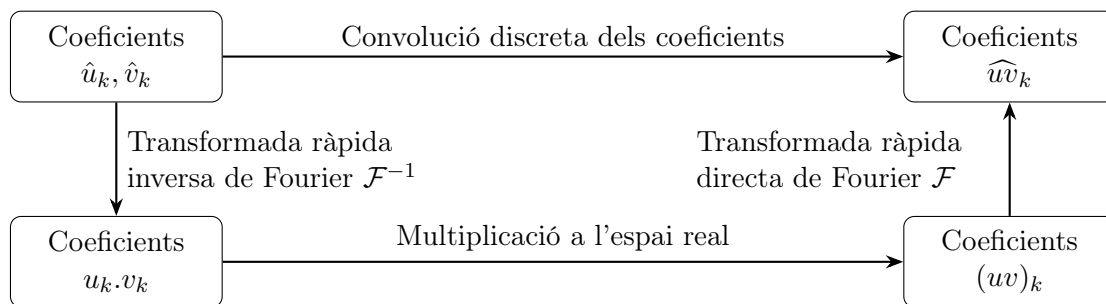 Coeficients
û_k, v̂_k
Convolució discreta dels coeficients
Coeficients
\widehat{uv}_k
Transformada ràpida
inversa de Fourier ℱ⁻¹
Transformada ràpida
directa de Fourier ℱ
Coeficients
u_k.v_k
Multiplicació a l'espai real
Coeficients
(uv)_k